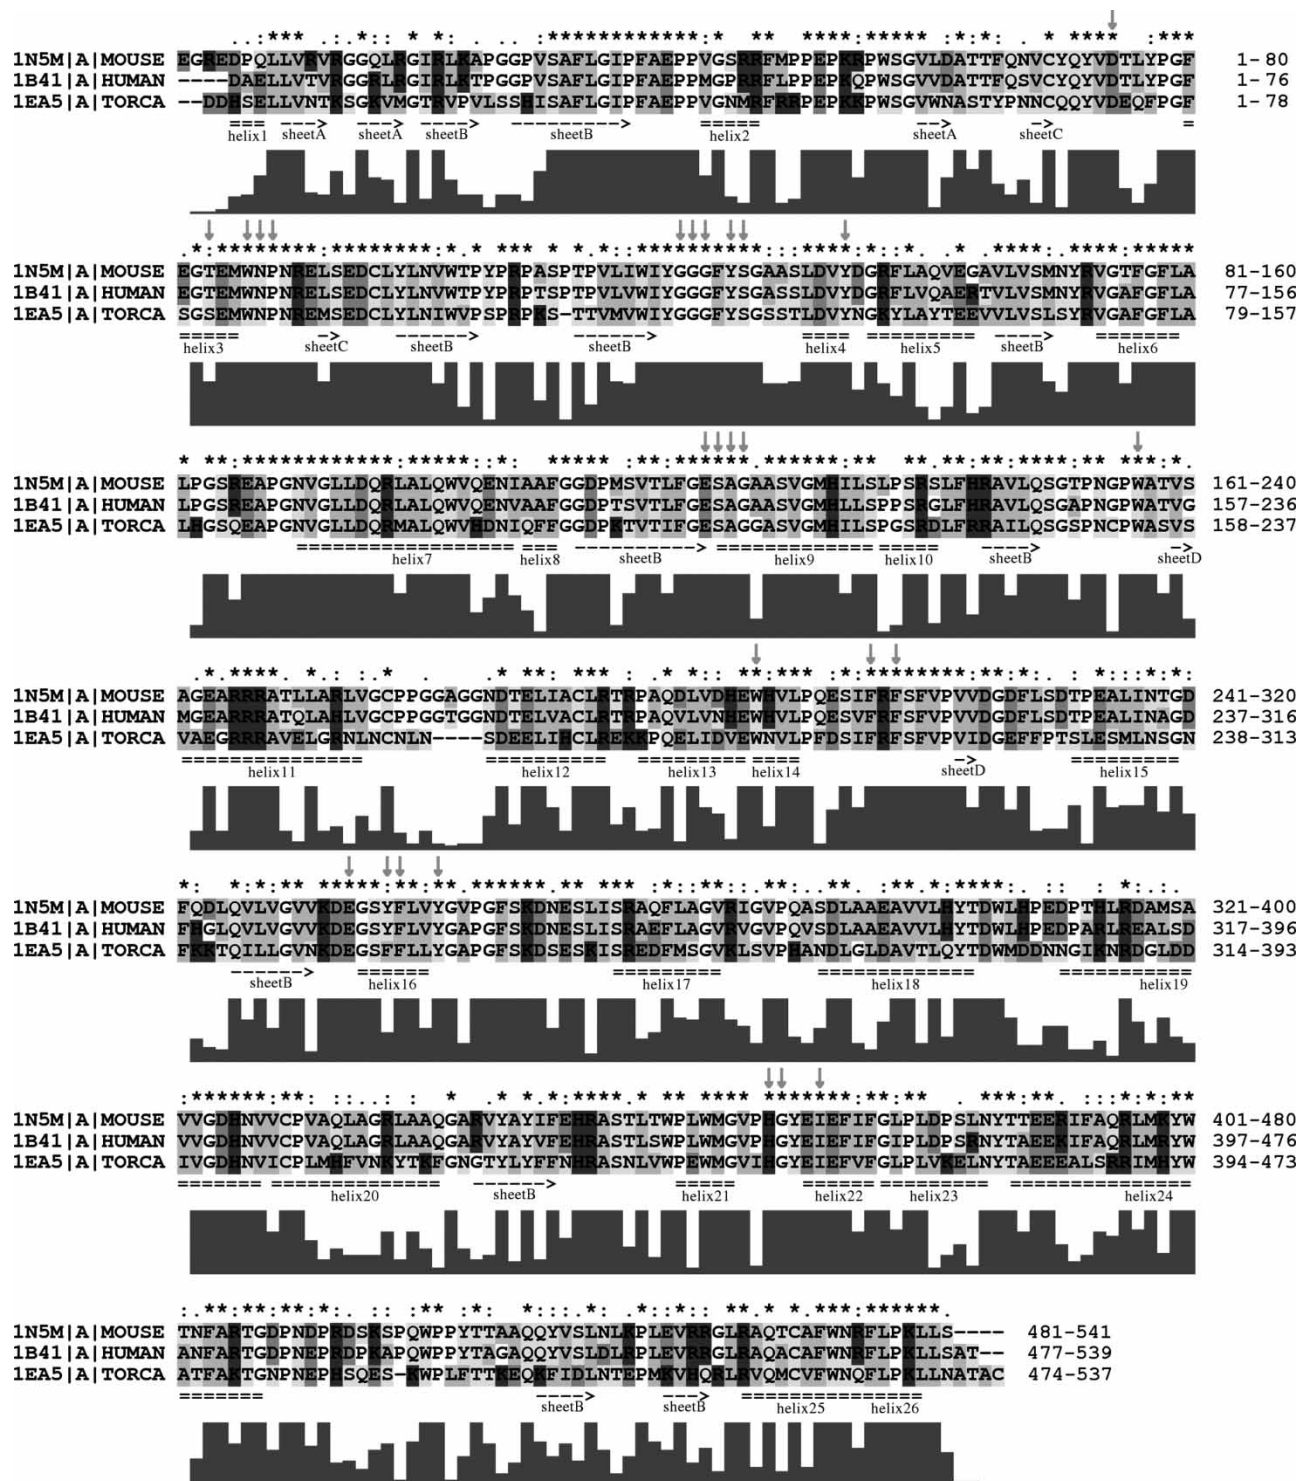 1N5M|A|MOUSE EGREDPQLLVRVRGGQLRGIRLKAPGGPVSAFLGIPFAEPPVGSRRFMPPEPKRPWSGVLDATTFQNVCYQYVDTLYPGF 1-80
1B41|A|HUMAN ----DAELLVTVRGGRLRGIRLKTPGGPVSAFLGIPFAEPPMGPRRFLPPEPKQPWSGVVDATTFQSVCYQYVDTLYPGF 1-76
1EA5|A|TORCA --DDHSELLVNTKSGKVMGTRVPVLSSHISAFLGIPFAEPPVGNMRFRRPEPKKPWSGVWNASTYPNNCQQYVDEQFPGF 1-78
helix1 sheetA sheetA sheetB sheetB helix2 sheetA sheetC
1N5M|A|MOUSE EGTEMWNPNRELSEDCLYLNVWTPYPRPASPTPVLIWIYGGGFYSGAASLDVYDGRFLAQVEGAVLVSMNYRVGTFGFLA 81-160
1B41|A|HUMAN EGTEMWNPNRELSEDCLYLNVWTPYPRPTSPTPVLVWIYGGGFYSGASSLDVYDGRFLVQAERTVLVSMNYRVGAFGFLA 77-156
1EA5|A|TORCA SGSEMWNPNREMSEDCLYLNIWVPSPRPKS-TTVMVWIYGGGFYSGSSTLDVYNGKYLAYTEEVVLVSLSYRVGAFGFLA 79-157
helix3 sheetC sheetB sheetB helix4 helix5 sheetB helix6
1N5M|A|MOUSE LPGSREAPGNVGLLDQRLALQWVQENIAAFGGDPMSVTLFGESAGAASVGMHILSLPSRSLFHRAVLQSGTPNGPWATVS 161-240
1B41|A|HUMAN LPGSREAPGNVGLLDQRLALQWVQENVAAFGGDPTSVTLFGESAGAASVGMHLLSPPSRGLFHRAVLQSGAPNGPWATVG 157-236
1EA5|A|TORCA LHGSQEAPGNVGLLDQRMALQWVHDNIQFFGGDPKTVTIFGESAGGASVGMHILSPGSRDLFRRAILQSGSPNCPWASVS 158-237
helix7 helix8 sheetB helix9 helix10 sheetB sheetD
1N5M|A|MOUSE AGEARRRATLLARLVGCPPGGAGGNDTELIACLRTRPAQDLVDHEWHVLPQESIFRFSFVPVVDGDFLSDTPEALINTGD 241-320
1B41|A|HUMAN MGEARRRATQLAHLVGCPPGGTGGNDTELVACLRTRPAQVLVNHEWHVLPQESVFRFSFVPVVDGDFLSDTPEALINAGD 237-316
1EA5|A|TORCA VAEGRRRAVELGRNLNCNLN----SDEELIHCLREKKPQELIDVEWNVLPFDSIFRFSFVPVIDGEFFPTSLESMLNSGN 238-313
helix11 helix12 helix13 helix14 sheetD helix15
1N5M|A|MOUSE FQDLQVLVGVVKDEGSYFLVYGVPGFSKDNESLISRAQFLAGVRIGVPQASDLAAEAVVLHYTDWLHPEDPTHLRDAMSA 321-400
1B41|A|HUMAN FHGLQVLVGVVKDEGSYFLVYGAPGFSKDNESLISRAEFLAGVRVGVPQVSDLAAEAVVLHYTDWLHPEDPARLREALSD 317-396
1EA5|A|TORCA FKKTQILLGVNKDEGSFFLLYGAPGFSKDSESKISREDFMSGVKLSVPHANDLGLDAVTLQYTDWMDDNNGIKNRDGLDD 314-393
sheetB helix16 helix17 helix18 helix19
1N5M|A|MOUSE VVGDHNVVCPVAQLAGRLAAQGARVYAYIFEHRASTLTWPLWMGVPHGYEIEFIFGLPLDPSLNYTTEERIFAQRLMKYW 401-480
1B41|A|HUMAN VVGDHNVVCPVAQLAGRLAAQGARVYAYVFEHRASTLSWPLWMGVPHGYEIEFIFGIPLDPSRNYTAEEKIFAQRLMRYW 397-476
1EA5|A|TORCA IVGDHNVICPLMHFVNKYTKFGNGTYLYFFNHRASNLVWPEWMGVIHGYEIEFVFGLPLVKELNYTAEEEALSRRIMHYW 394-473
helix20 sheetB helix21 helix22 helix23 helix24
1N5M|A|MOUSE TNFARTGDPNDPRDSKSPQWPPYTTAAQQYVSLNLKPLEVRRGLRAQTCAFWNRFLPKLLS---- 481-541
1B41|A|HUMAN ANFARTGDPNEPRDPKAPQWPPYTAGAQQYVSLDLRPLEVRRGLRAQACAFWNRFLPKLLSAT-- 477-539
1EA5|A|TORCA ATFAKTGNPNEPHSQES-KWPLFTTKEQKFIDLNTEPMKVHQRLRVQMCVFWNQFLPKLLNATAC 474-537
sheetB sheetB helix25 helix26